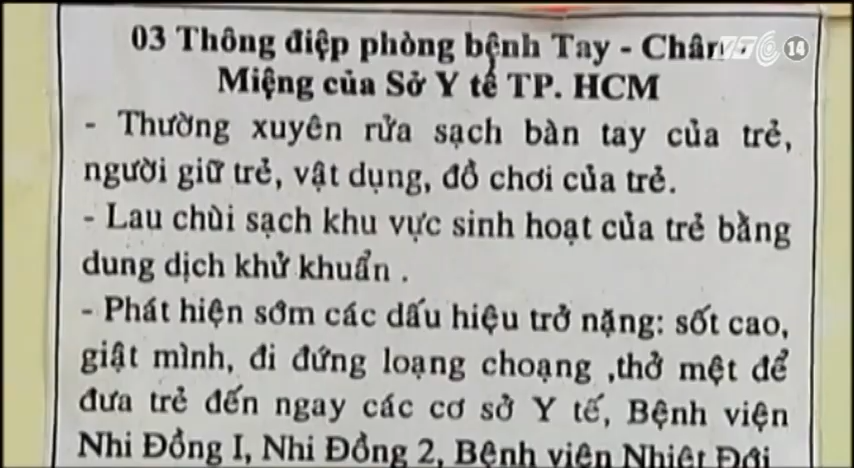 03 Thông điệp phòng bệnh Tay - Chân -
Miệng của Sở Y tế TP. HCM
- Thường xuyên rửa sạch bàn tay của trẻ,
người giữ trẻ, vật dụng, đồ chơi của trẻ.
- Lau chùi sạch khu vực sinh hoạt của trẻ bằng
dung dịch khử khuẩn .
- Phát hiện sớm các dấu hiệu trở nặng: sốt cao,
giật mình, đi đứng loạng choạng ,thở mệt để
đưa trẻ đến ngay các cơ sở Y tế, Bệnh viện
Nhi Đồng I, Nhi Đồng 2, Bệnh viện Nhiệt Đới
VTC 14